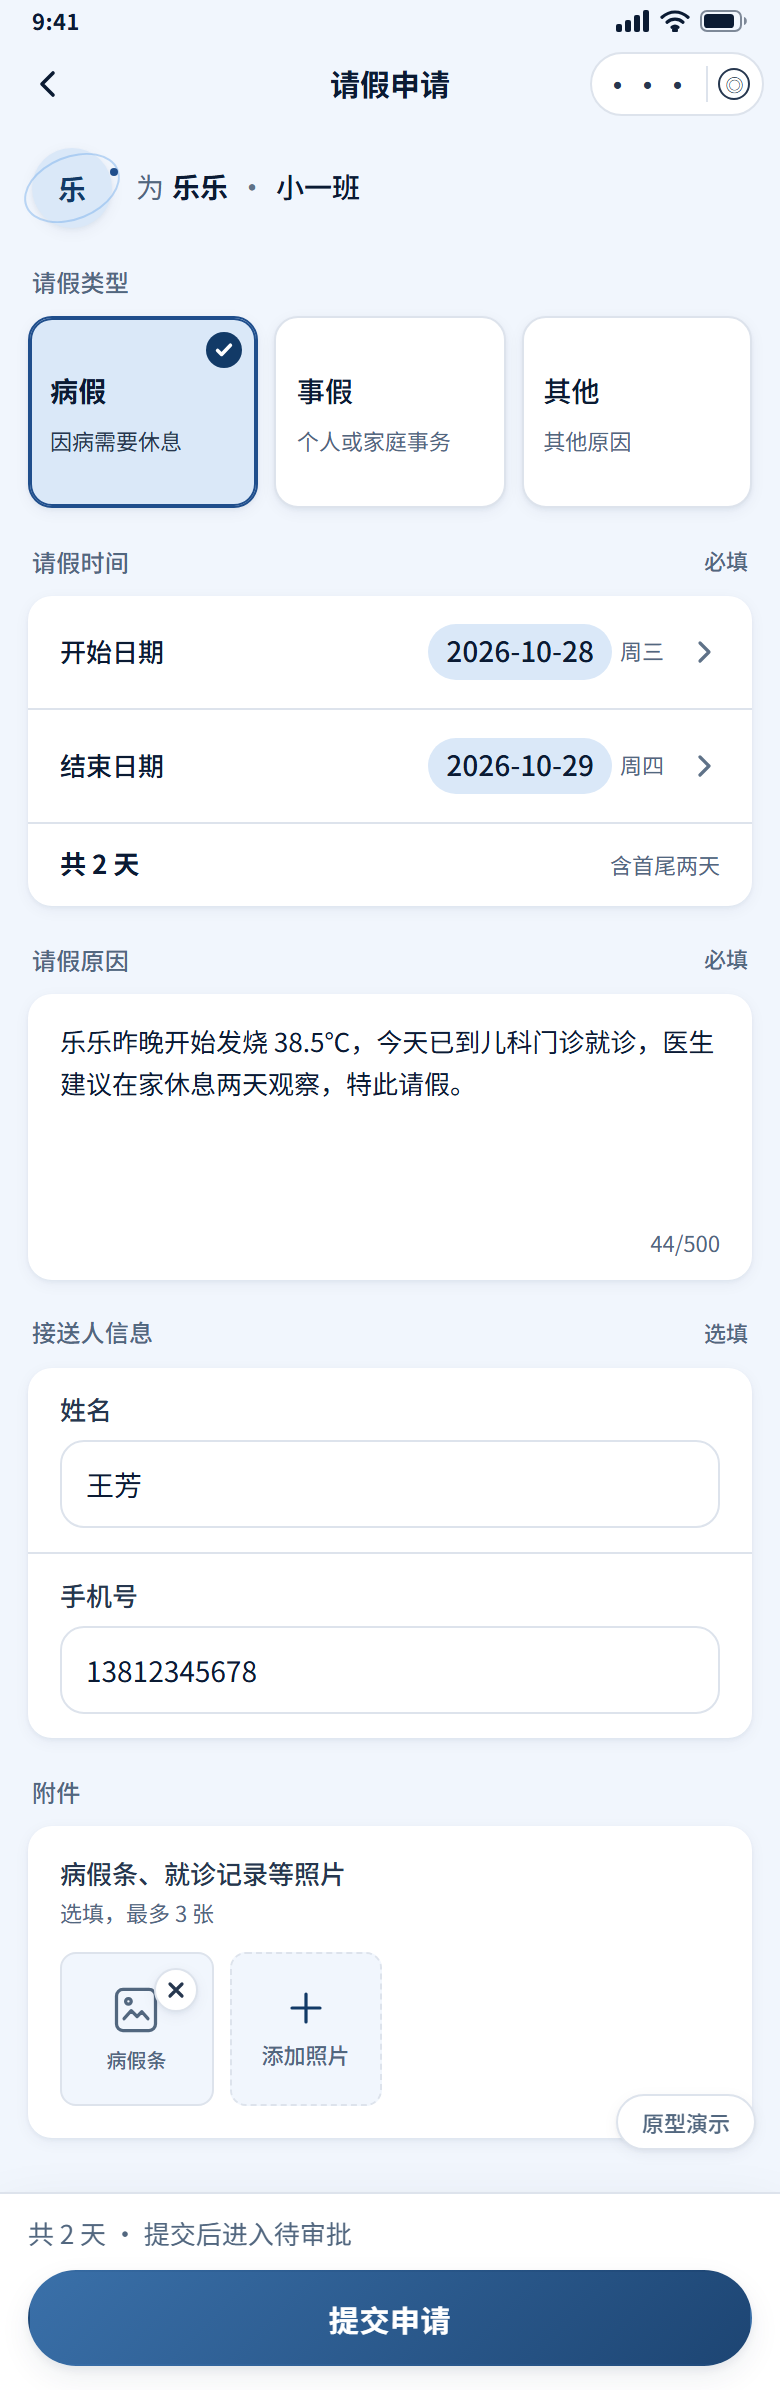 9:41
请假申请
乐
为 乐乐 · 小一班
请假类型
病假
因病需要休息
事假
个人或家庭事务
其他
其他原因
请假时间
必填
开始日期
2026-10-28 周三
结束日期
2026-10-29 周四
共 2 天
含首尾两天
请假原因
必填
乐乐昨晚开始发烧 38.5℃，今天已到儿科门诊就诊，医生
建议在家休息两天观察，特此请假。
44/500
接送人信息
选填
姓名
王芳
手机号
13812345678
附件
病假条、就诊记录等照片
选填，最多 3 张
病假条
添加照片
原型演示
共 2 天 · 提交后进入待审批
提交申请